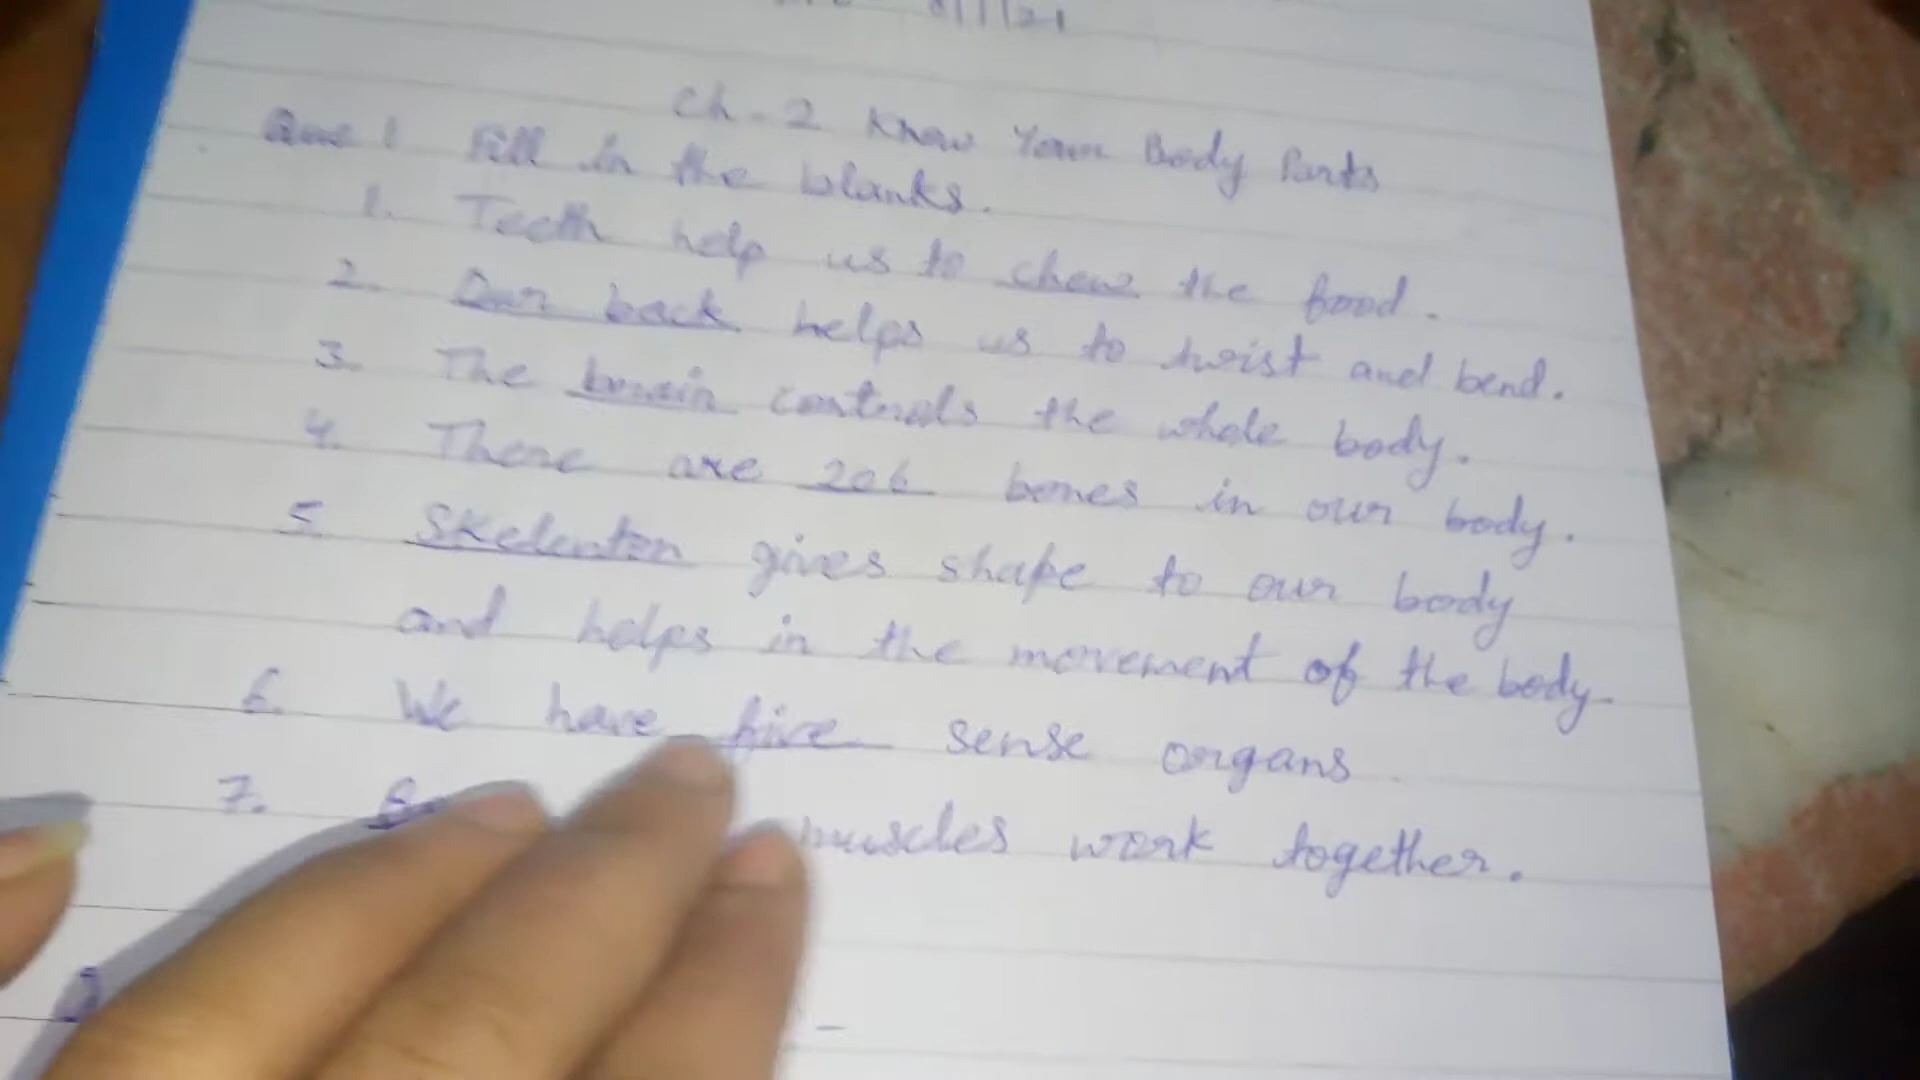 Ch-2 Know Your Body Parts
Ques 1 Fill in the blanks.
1. Teeth help us to chew the food.
2. Our back helps us to twist and bend.
3. The brain controls the whole body.
4. There are 206 bones in our body.
5. Skelenton gives shape to our body
and helps in the movement of the body.
6. We have five sense organs.
7. muscles work together.